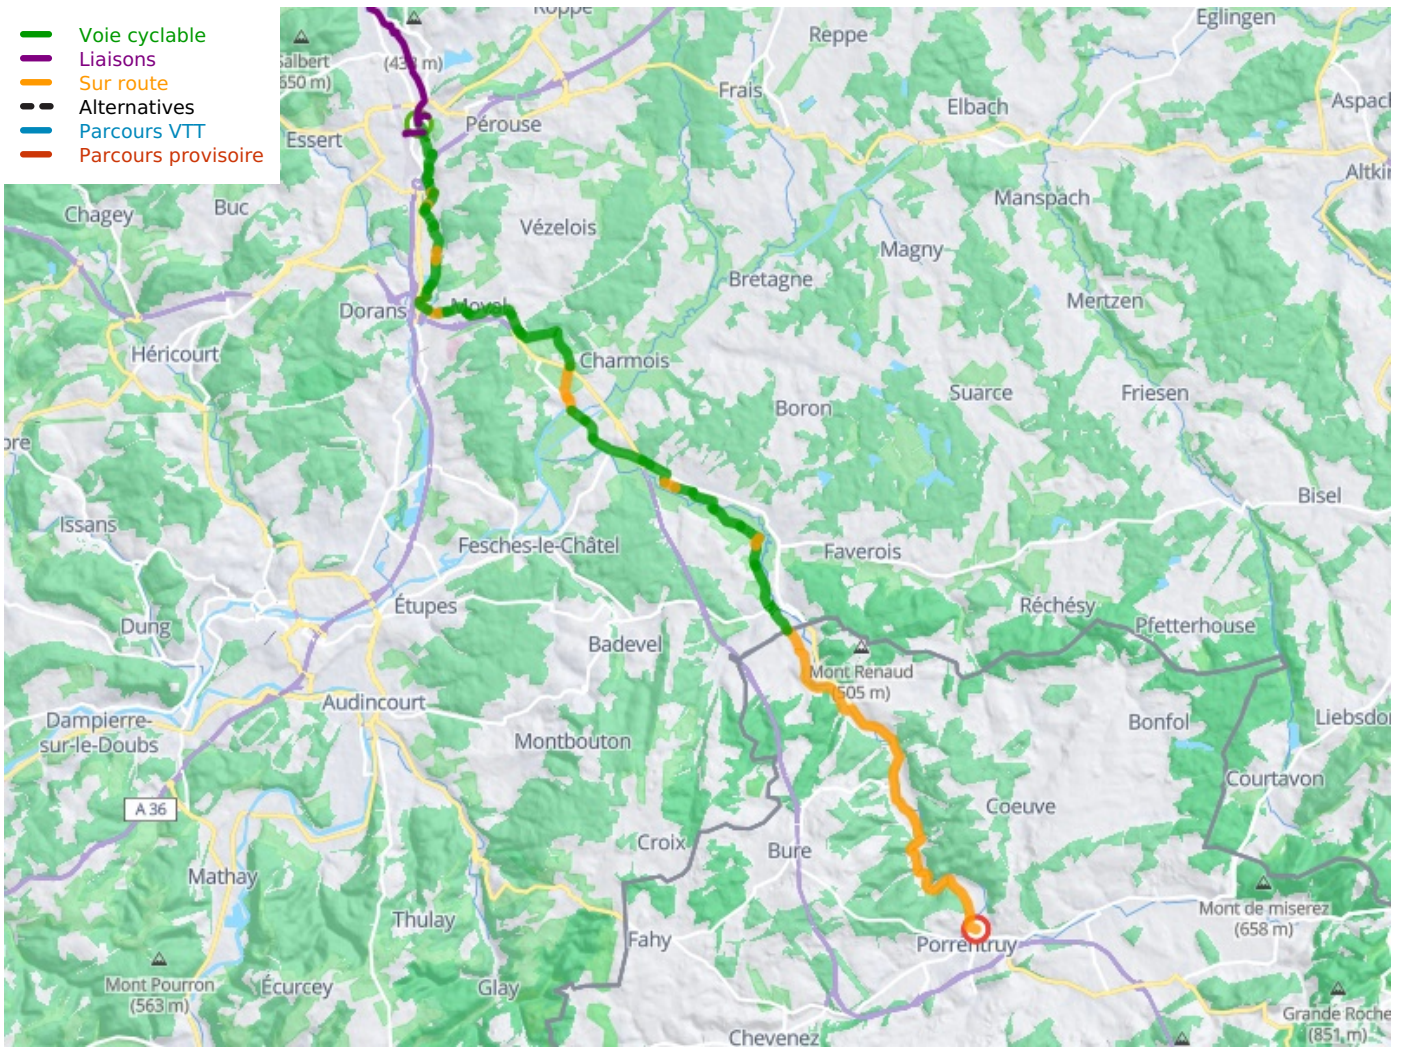 Voie cyclable
Liaisons
Sur route
Alternatives
Parcours VTT
Parcours provisoire
Roppe
Eglingen
Reppe
Salbert
(650 m)
Frais
Elbach
Essert
Pérouse
Manspach
Chagey
Buc
Vézelois
Magny
Bretagne
Mertzen
Dorans
Moval
Héricourt
Charmois
Suarce
Friesen
Boron
Bisel
Issans
Fesches-le-Châtel
Faverois
Étupes
Réchésy
Dung
Pfetterhouse
Badevel
Mont Renaud
(505 m)
Audincourt
Dampierre-
sur-le-Doubs
Bonfol
Montbouton
Courtavon
A 36
Coeuve
Croix
Bure
Mathay
Mont de miserez
(658 m)
Thulay
Fahy
Porrentruy
Mont Pourron
(563 m)
Écurcey
Glay
Grande Roche
(851 m)
Chevenez